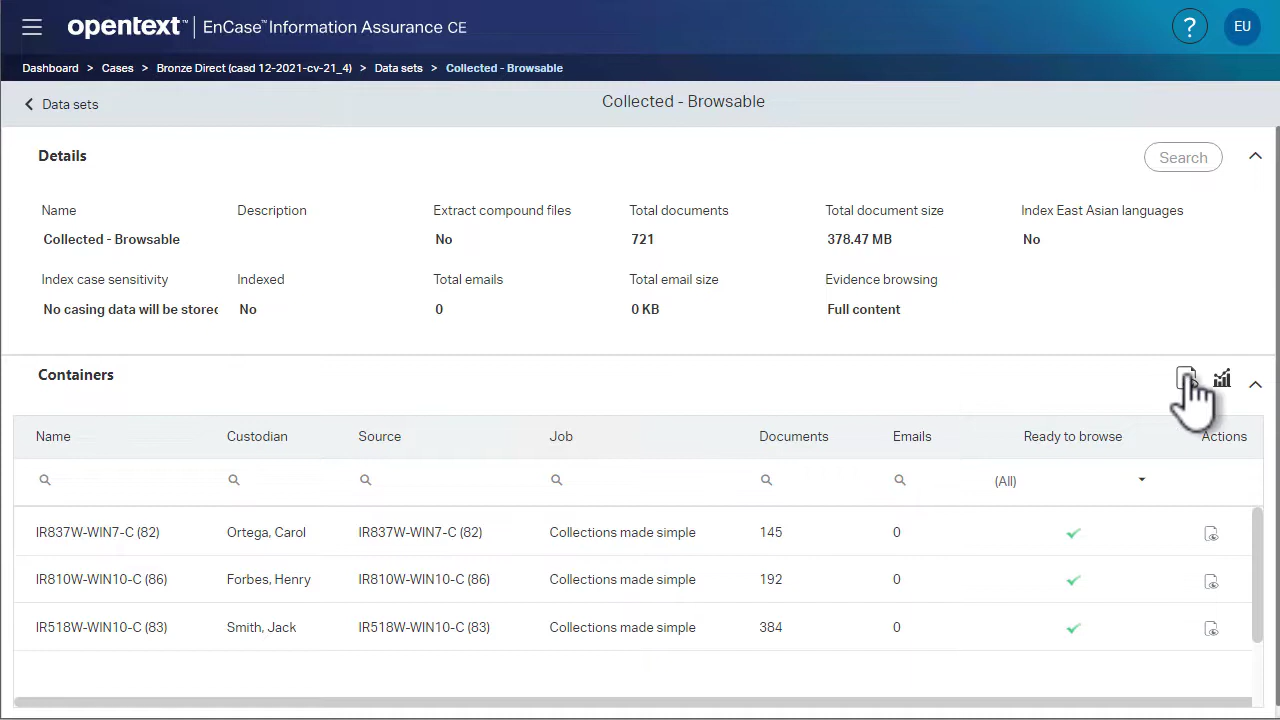 opentext™ | EnCase™ Information Assurance CE
?
EU
Dashboard > Cases > Bronze Direct (casd 12-2021-cv-21_4) > Data sets > Collected - Browsable
Data sets
Collected - Browsable
Details
Search
Name Description Extract compound files Total documents Total document size Index East Asian languages
Collected - Browsable No 721 378.47 MB No
Index case sensitivity Indexed Total emails Total email size Evidence browsing
No casing data will be stored No 0 0 KB Full content
Containers
Name Custodian Source Job Documents Emails Ready to browse Actions
(All)
IR837W-WIN7-C (82) Ortega, Carol IR837W-WIN7-C (82) Collections made simple 145 0
IR810W-WIN10-C (86) Forbes, Henry IR810W-WIN10-C (86) Collections made simple 192 0
IR518W-WIN10-C (83) Smith, Jack IR518W-WIN10-C (83) Collections made simple 384 0